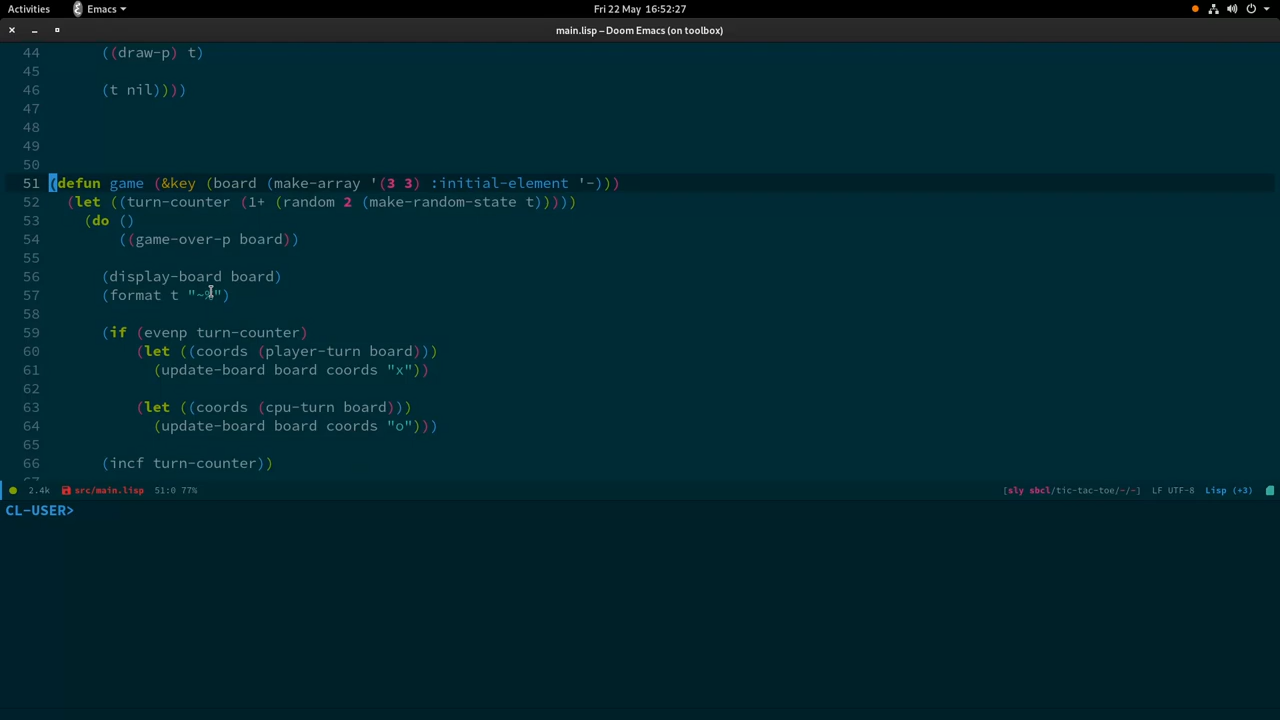 Activities Emacs Fri 22 May 16:52:27
main.lisp – Doom Emacs (on toolbox)
44 ((draw-p) t)
45
46 (t nil))))
47
48
49
50
51 (defun game (&key (board (make-array '(3 3) :initial-element '-)))
52 (let ((turn-counter (1+ (random 2 (make-random-state t)))))
53 (do ()
54 ((game-over-p board))
55
56 (display-board board)
57 (format t "~%")
58
59 (if (evenp turn-counter)
60 (let ((coords (player-turn board)))
61 (update-board board coords "x"))
62
63 (let ((coords (cpu-turn board)))
64 (update-board board coords "o")))
65
66 (incf turn-counter))
2.4k src/main.lisp 51:0 77% [sly sbcl/tic-tac-toe/-/-] LF UTF-8 Lisp (+3)
CL-USER>